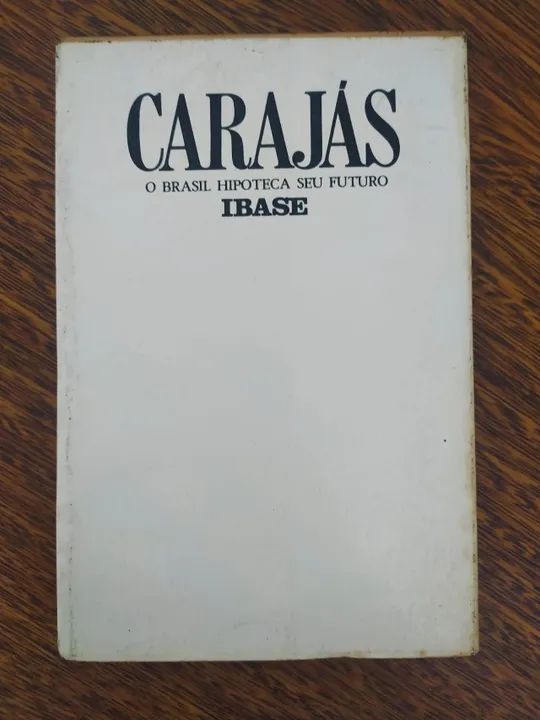 CARAJÁS
O BRASIL HIPOTECA SEU FUTURO
IBASE